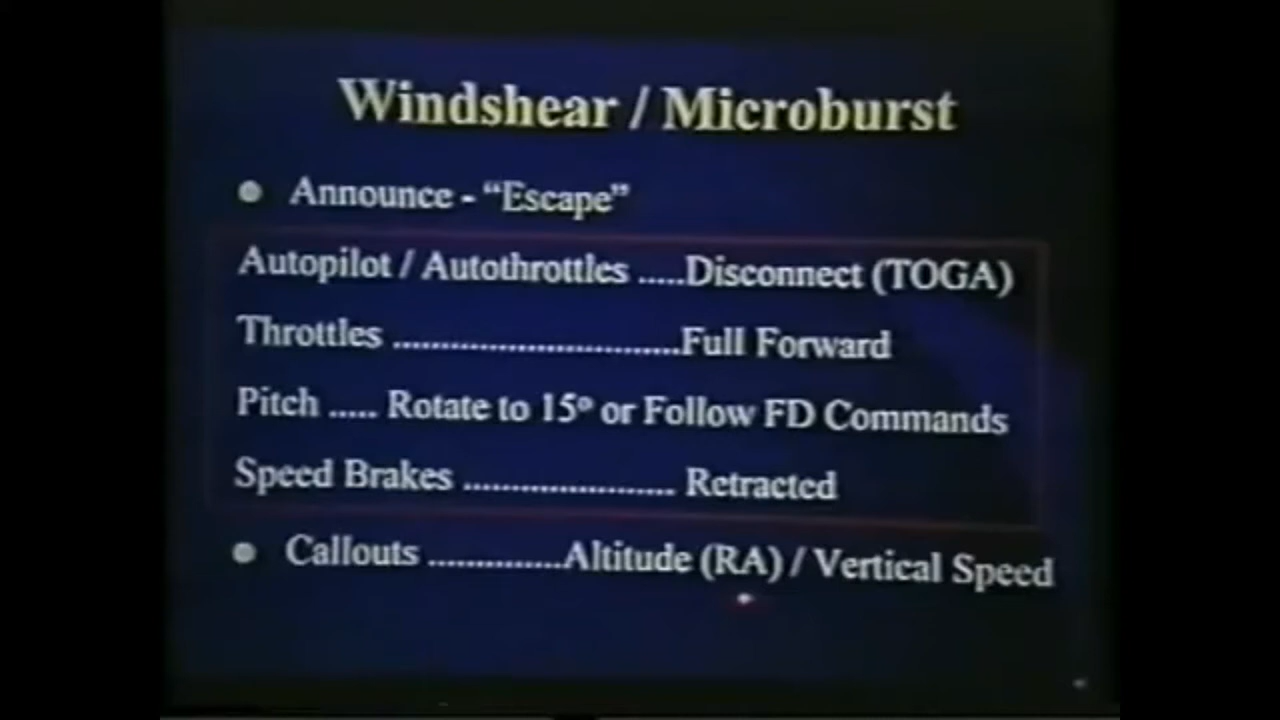 Windshear / Microburst
Announce - “Escape”
Autopilot / Autothrottles .....Disconnect (TOGA)
Throttles .............................Full Forward
Pitch ..... Rotate to 15º or Follow FD Commands
Speed Brakes ...................... Retracted
Callouts .............Altitude (RA) / Vertical Speed